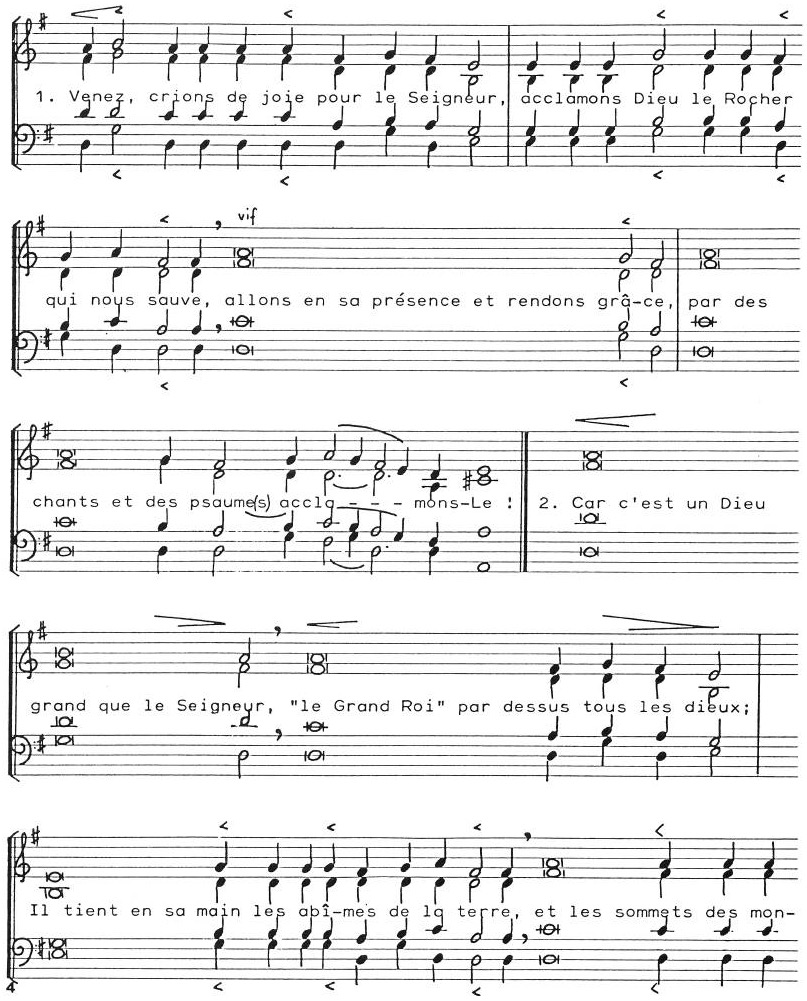 1. Venez, crions de joie pour le Seigneur, acclamons Dieu le Rocher
vif
qui nous sauve, allons en sa présence et rendons grâ-ce, par des
chants et des psaume(s) accla - - - mons-Le ! 2. Car c'est un Dieu
grand que le Seigneur, "le Grand Roi" par dessus tous les dieux;
Il tient en sa main les abî-mes de la terre, et les sommets des mon-
4